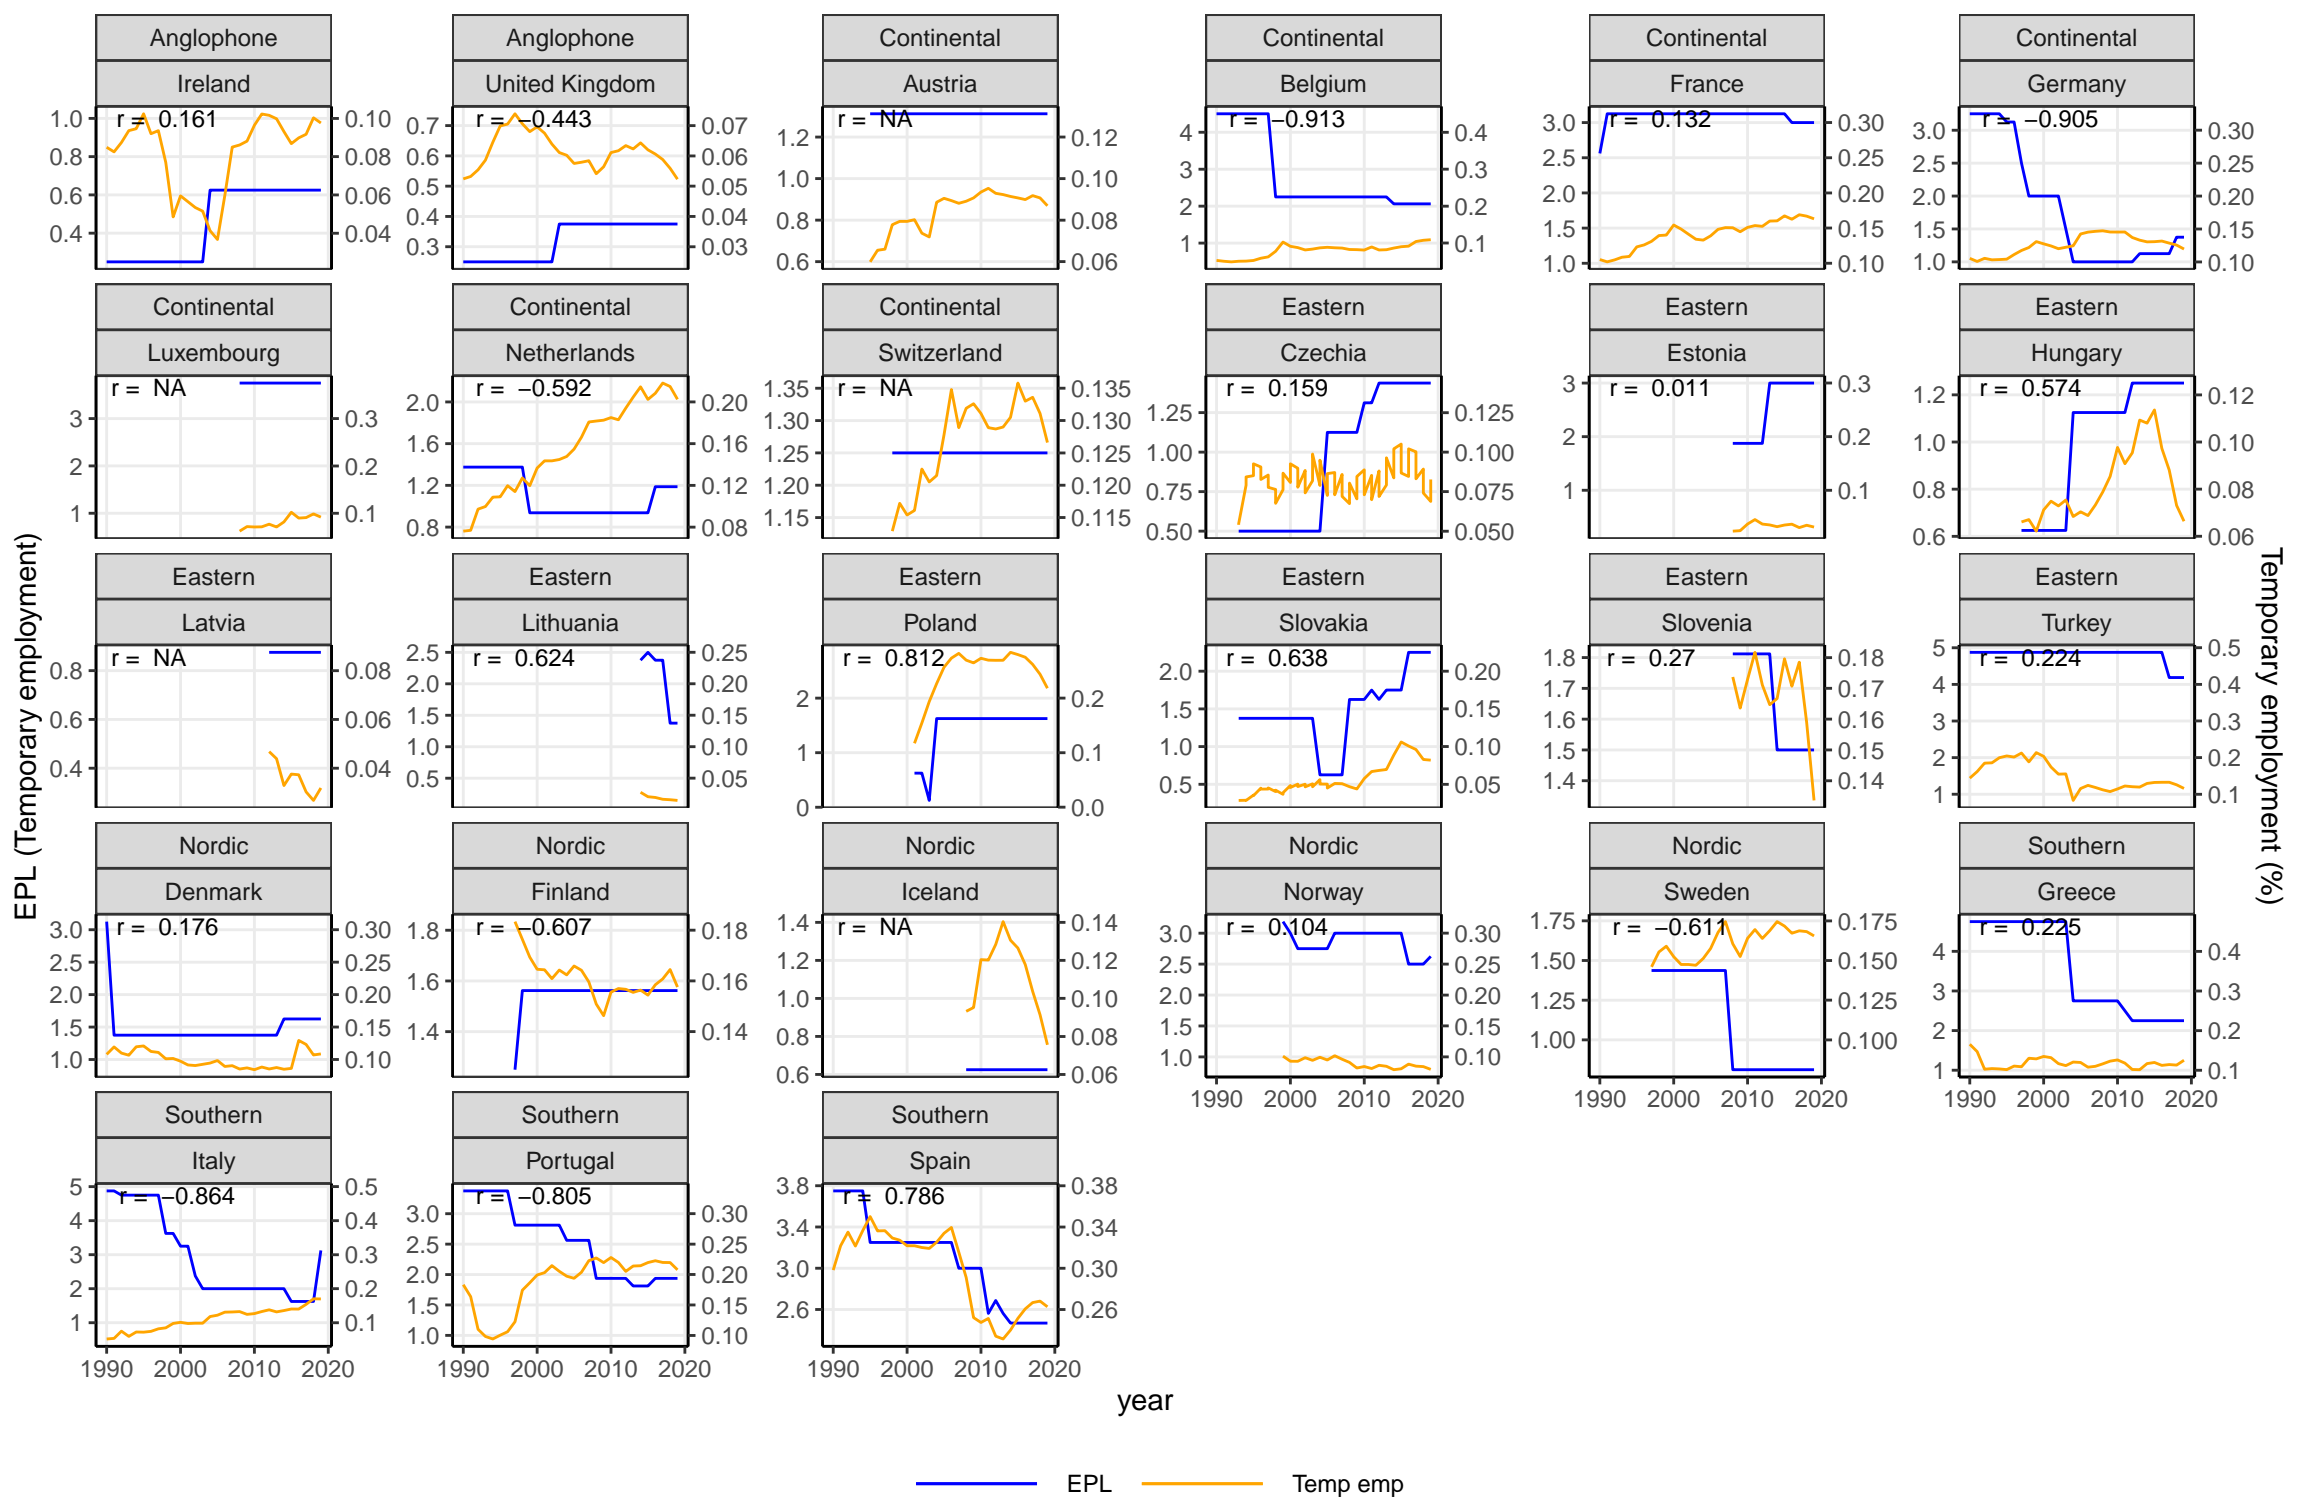 Anglophone Anglophone Continental Continental Continental Continental
Ireland United Kingdom Austria Belgium France Germany
r = 0.161 r = −0.443 r = NA r = −0.913 r = 0.132 r = −0.905
1.0 0.10 0.7 0.07 1.2 0.12 4 0.4 3.0 0.30 3.0 0.30
0.8 0.08 0.6 0.06 1.0 0.10 3 0.3 2.5 0.25 0.25
0.6 0.06 0.5 0.05 0.8 0.08 2 0.2 2.0 0.20 2.0 0.20
0.4 0.04 0.4 0.04 0.6 0.06 1 0.1 1.5 0.15 1.5 0.15
0.3 0.03 1.0 0.10 1.0 0.10
Continental Continental Continental Eastern Eastern Eastern
Luxembourg Netherlands Switzerland Czechia Estonia Hungary
r = NA r = −0.592 r = NA r = 0.159 r = 0.011 r = 0.574
3 0.3 2.0 0.20 1.35 0.135 1.25 0.125 3 0.3 1.2 0.12
2 0.2 1.6 0.16 1.30 0.130 1.00 0.100 2 0.2 1.0 0.10
1 0.1 1.2 0.12 1.25 0.125 0.75 0.075 1 0.1 0.8 0.08
0.8 0.08 1.20 0.120 0.50 0.050 0.6 0.06
1.15 0.115
Eastern Eastern Eastern Eastern Eastern Eastern
Latvia Lithuania Poland Slovakia Slovenia Turkey
r = NA r = 0.624 r = 0.812 r = 0.638 r = 0.27 r = 0.224
0.8 0.08 2.5 0.25 2 0.2 2.0 0.20 1.8 0.18 5 0.5
0.6 0.06 2.0 0.20 1 0.1 1.5 0.15 1.7 0.17 4 0.4
0.4 0.04 1.5 0.15 0 0.0 1.0 0.10 1.6 0.16 3 0.3
1.0 0.10 0.5 0.05 1.5 0.15 2 0.2
0.5 0.05 1.4 0.14 1 0.1
EPL (Temporary employment)
Temporary employment (%)
Nordic Nordic Nordic Nordic Nordic Southern
Denmark Finland Iceland Norway Sweden Greece
r = 0.176 r = −0.607 r = NA r = 0.104 r = −0.611 r = 0.225
3.0 0.30 1.8 0.18 1.4 0.14 3.0 0.30 1.75 0.175 4 0.4
2.5 0.25 1.6 0.16 1.2 0.12 2.5 0.25 1.50 0.150 3 0.3
2.0 0.20 1.4 0.14 1.0 0.10 2.0 0.20 1.25 0.125 2 0.2
1.5 0.15 0.8 0.08 1.5 0.15 1.00 0.100 1 0.1
1.0 0.10 0.6 0.06 1.0 0.10
1990 2000 2010 2020 1990 2000 2010 2020 1990 2000 2010 2020
Southern Southern Southern
Italy Portugal Spain
r = −0.864 r = −0.805 r = 0.786
5 0.5 3.0 0.30 3.8 0.38
4 0.4 2.5 0.25 3.4 0.34
3 0.3 2.0 0.20 3.0 0.30
2 0.2 1.5 0.15 2.6 0.26
1 0.1 1.0 0.10
1990 2000 2010 2020 1990 2000 2010 2020 1990 2000 2010 2020
year
EPL Temp emp